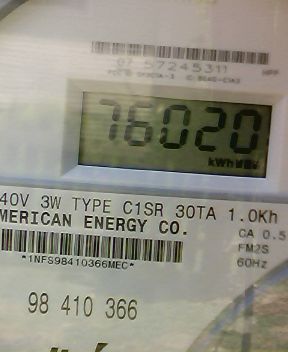 07 57245311
76020
kWh
40V 3W TYPE C1SR 30TA 1.0Kh
MERICAN ENERGY CO.
CA 0.5
FM2S
60Hz
*1NFS98410366MEC*
98 410 366